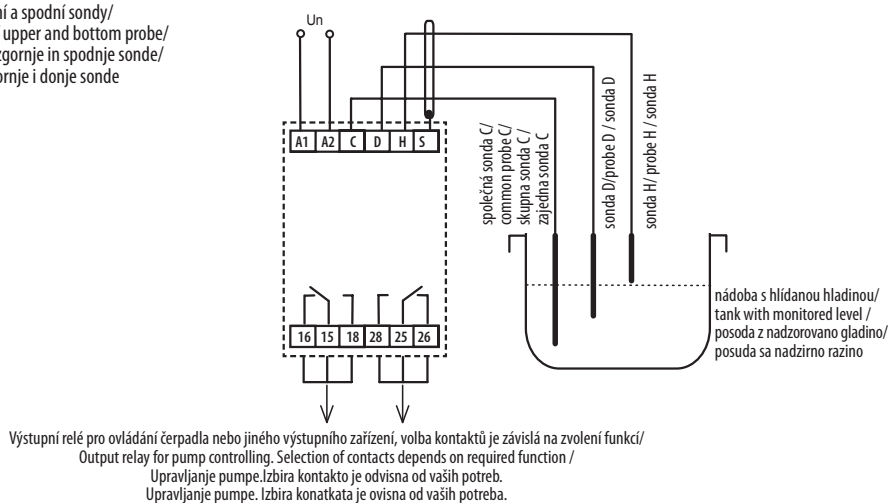 ní a spodní sondy/
upper and bottom probe/
zgornje in spodnje sonde/
ornje i donje sonde
Un
A1 A2 C D H S
společná sonda C/
common probe C/
skupna sonda C /
zajedna sonda C
sonda D/probe D / sonda D
sonda H/ probe H / sonda H
nádoba s hlídanou hladinou/
tank with monitored level /
posoda z nadzorovano gladino/
posuda sa nadzirno razino
16 15 18 28 25 26
Výstupní relé pro ovládání čerpadla nebo jiného výstupního zařízení, volba kontaktů je závislá na zvolení funkcí/
Output relay for pump controlling. Selection of contacts depends on required function /
Upravljanje pumpe.Izbira kontakto je odvisna od vaših potreb.
Upravljanje pumpe. Izbira konatkata je ovisna od vaših potreba.